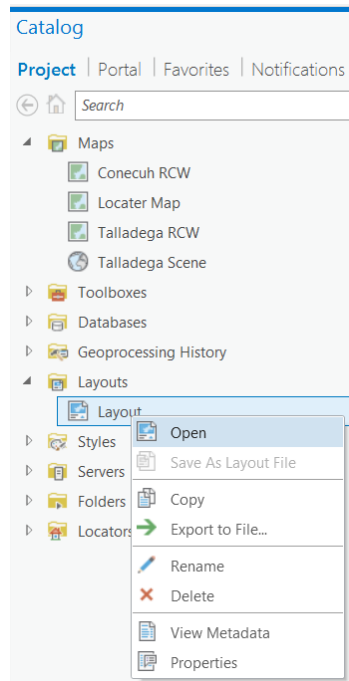 Catalog
Project Portal Favorites Notifications
Search
Maps
Conecuh RCW
Locater Map
Talladega RCW
Talladega Scene
Toolboxes
Databases
Geoprocessing History
Layouts
Layout
Open
Styles
Save As Layout File
Servers
Copy
Folders
Export to File...
Locators
Rename
Delete
View Metadata
Properties